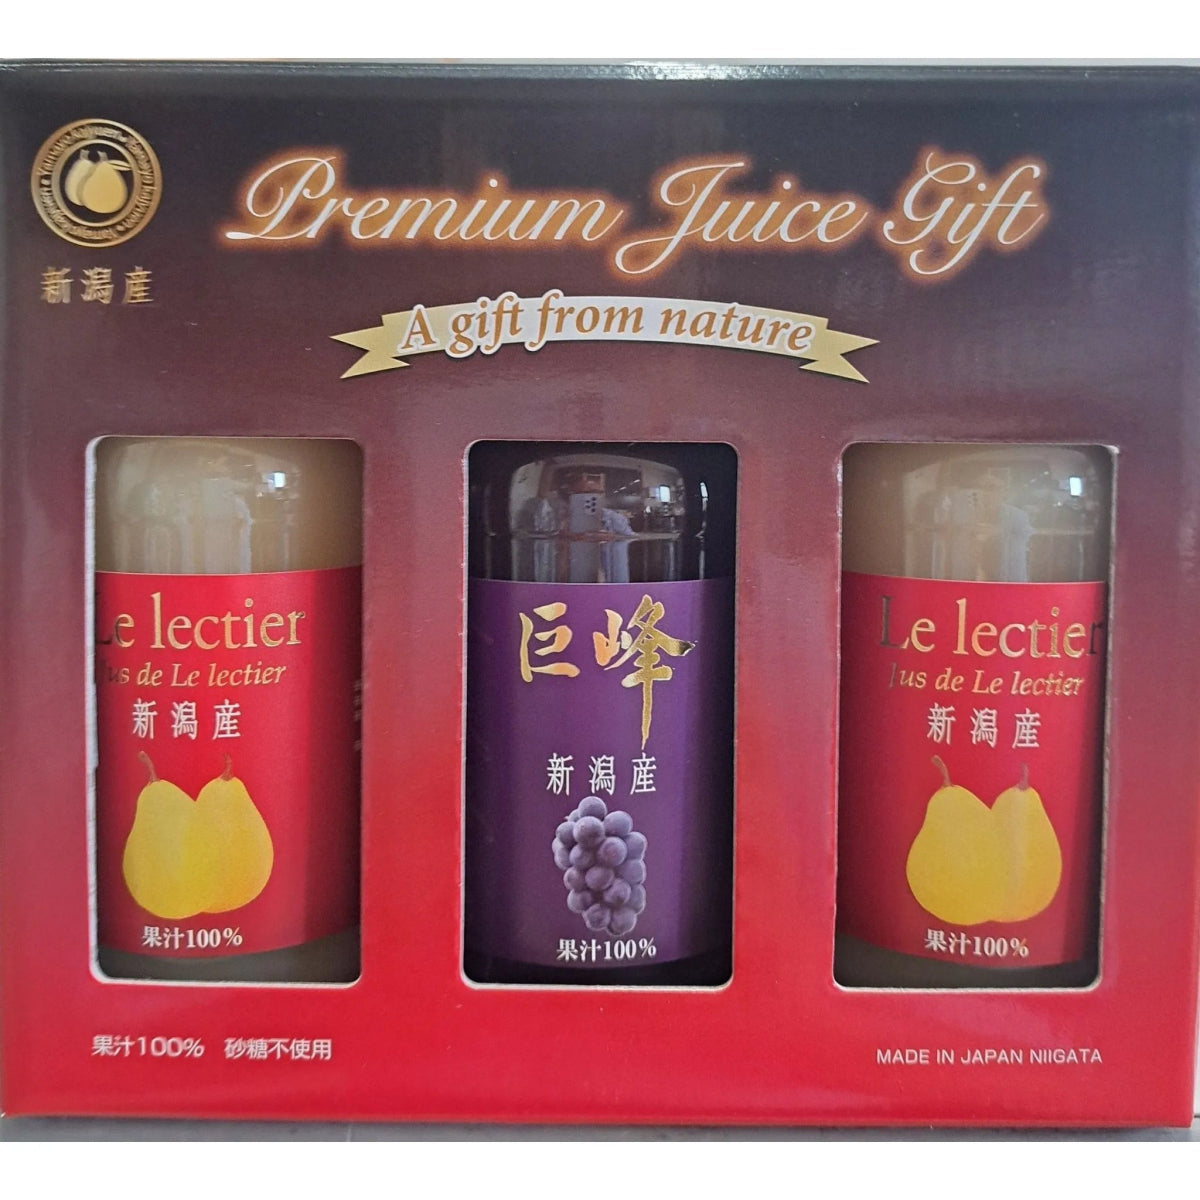 新潟産
Premium Juice Gift
A gift from nature
Le lectier
Jus de Le lectier
新潟産
果汁100%
巨峰
新潟産
果汁100%
Le lectier
Jus de Le lectier
新潟産
果汁100%
果汁100% 砂糖不使用
MADE IN JAPAN NIIGATA